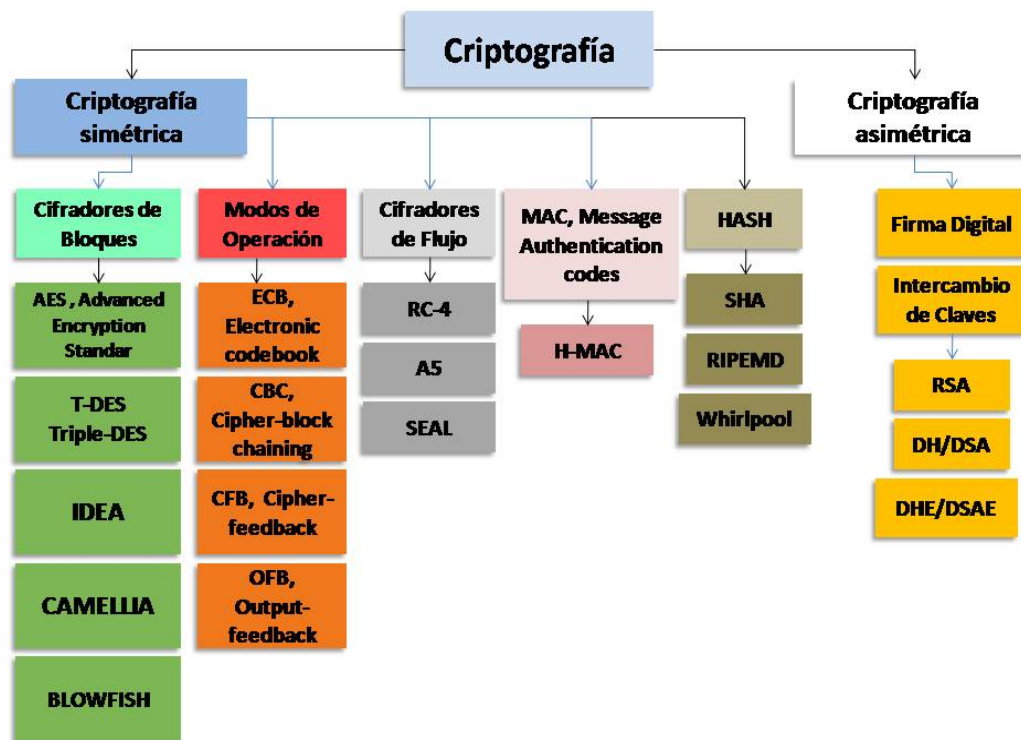 Criptografía
Criptografía
simétrica
Criptografía
asimétrica
Cifradores de
Bloques
AES , Advanced
Encryption
Standar
T-DES
Triple-DES
IDEA
CAMELLIA
BLOWFISH
Modos de
Operación
ECB,
Electronic
codebook
CBC,
Cipher-block
chaining
CFB, Cipher-
feedback
OFB,
Output-
feedback
Cifradores
de Flujo
RC-4
A5
SEAL
MAC, Message
Authentication
codes
H-MAC
HASH
SHA
RIPEMD
Whirlpool
Firma Digital
Intercambio
de Claves
RSA
DH/DSA
DHE/DSAE